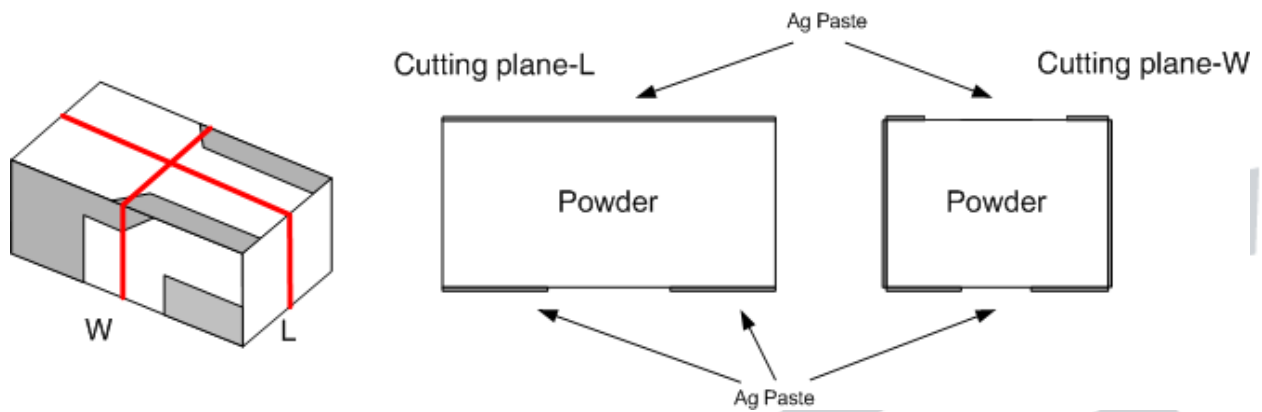 Ag Paste
Cutting plane-L
Cutting plane-W
Powder
Powder
W
L
Ag Paste